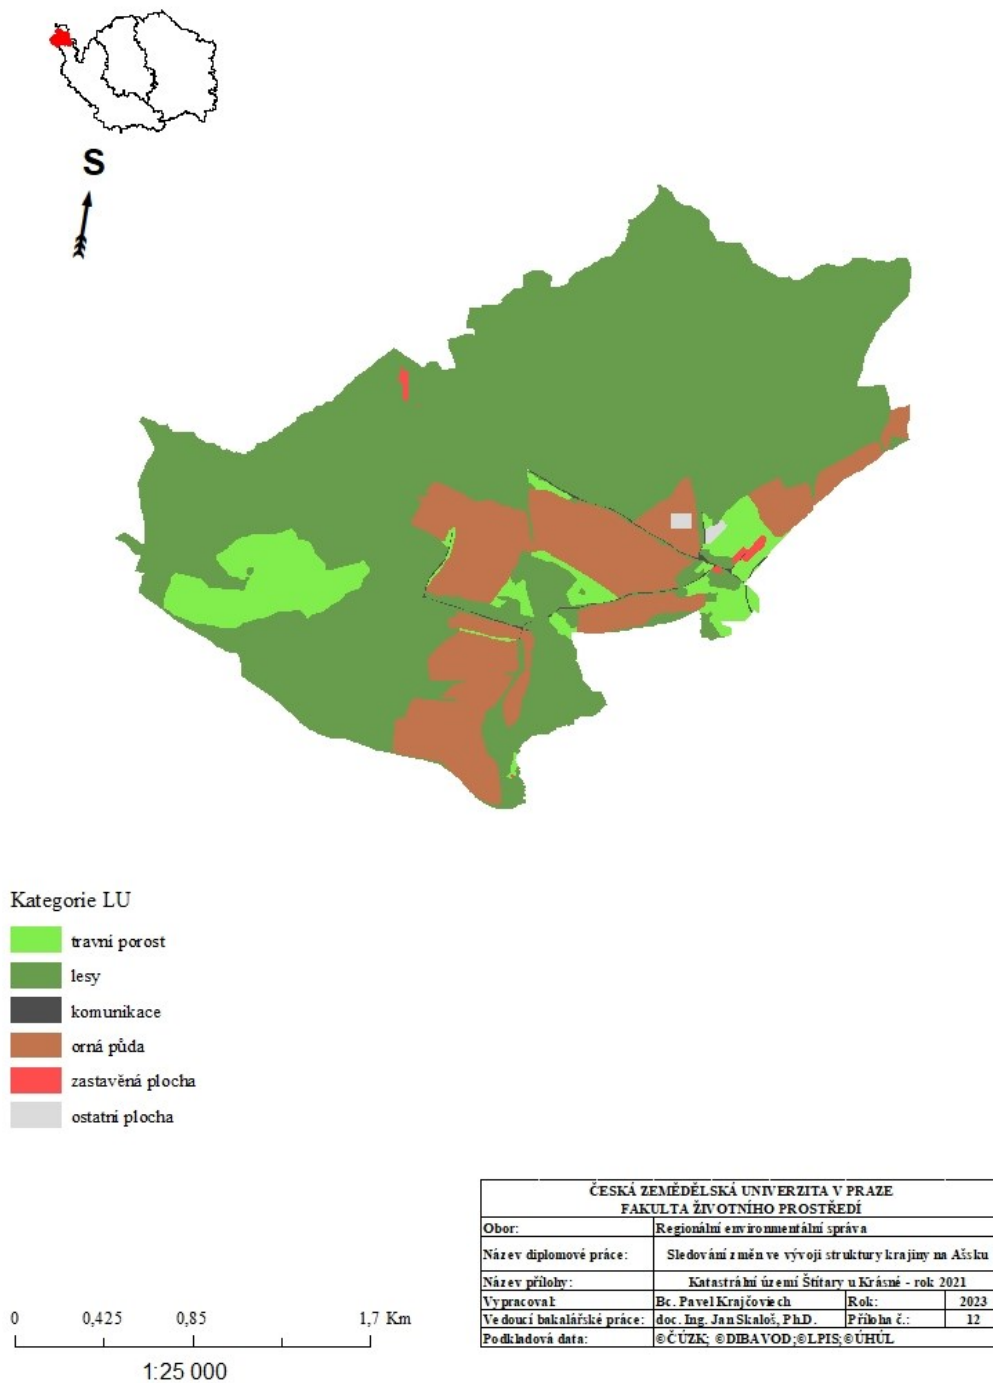 S
Kategorie LU
travní porost
lesy
komunikace
orná půda
zastavěná plocha
ostatní plocha
ČESKÁ ZEMĚDĚLSKÁ UNIVERZITA V PRAZE
FAKULTA ŽIVOTNÍHO PROSTŘEDÍ
Obor: Regionální environmentální správa
Název diplomové práce: Sledování změn ve vývoji struktury krajiny na Ašsku
Název přílohy: Katastrální území Štítary u Krásné - rok 2021
Vypracoval: Bc. Pavel Krajčoviech Rok: 2023
Vedoucí bakalářské práce: doc. Ing. Jan Skaloš, Ph.D. Příloha č.: 12
Podkladová data: ©ČÚZK; ©DIBAVOD;©LPIS;©ÚHÚL
0 0,425 0,85 1,7 Km
1:25 000